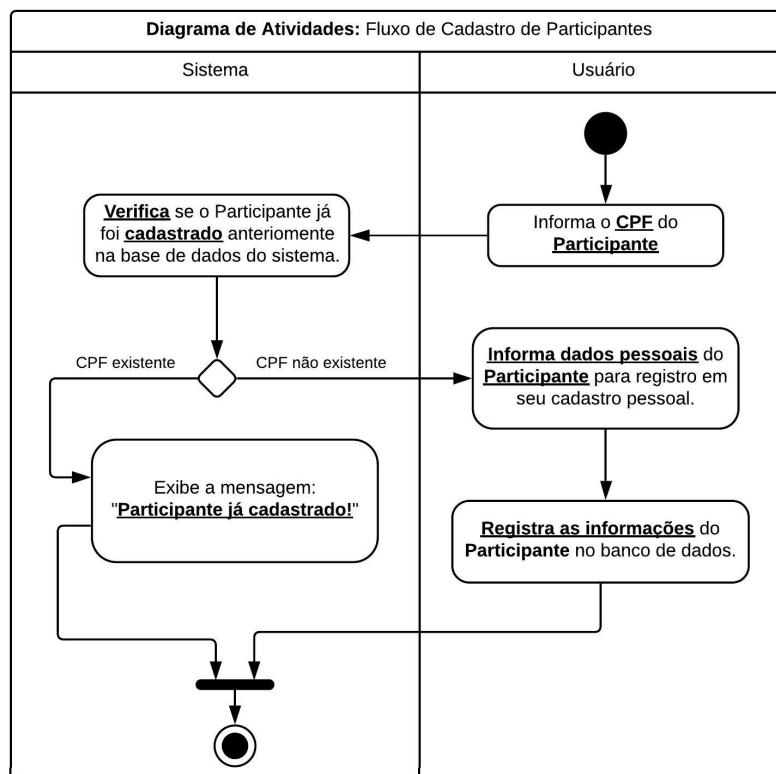 Diagrama de Atividades: Fluxo de Cadastro de Participantes
Sistema
Usuário
Informa o CPF do
Participante
Verifica se o Participante já
foi cadastrado anteriomente
na base de dados do sistema.
CPF existente
CPF não existente
Informa dados pessoais do
Participante para registro em
seu cadastro pessoal.
Exibe a mensagem:
"Participante já cadastrado!"
Registra as informações do
Participante no banco de dados.